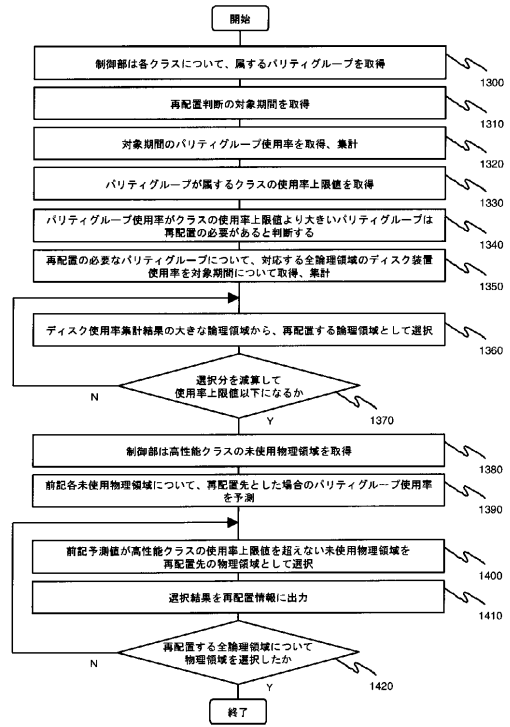 開始
制御部は各クラスについて、属するパリティグループを取得
1300
再配置判断の対象期間を取得
1310
対象期間のパリティグループ使用率を取得、集計
1320
パリティグループが属するクラスの使用率上限値を取得
1330
パリティグループ使用率がクラスの使用率上限値より大きいパリティグループは
再配置の必要があると判断する
1340
再配置の必要なパリティグループについて、対応する全論理領域のディスク装置
使用率を対象期間について取得、集計
1350
ディスク使用率集計結果の大きな論理領域から、再配置する論理領域として選択
1360
選択分を減算して
使用率上限値以下になるか
N
1370
Y
制御部は高性能クラスの未使用物理領域を取得
1380
前記各未使用物理領域について、再配置先とした場合のパリティグループ使用率
を予測
1390
前記予測値が高性能クラスの使用率上限値を超えない未使用物理領域を
再配置先の物理領域として選択
1400
選択結果を再配置情報に出力
1410
再配置する全論理領域について
物理領域を選択したか
N
1420
Y
終了